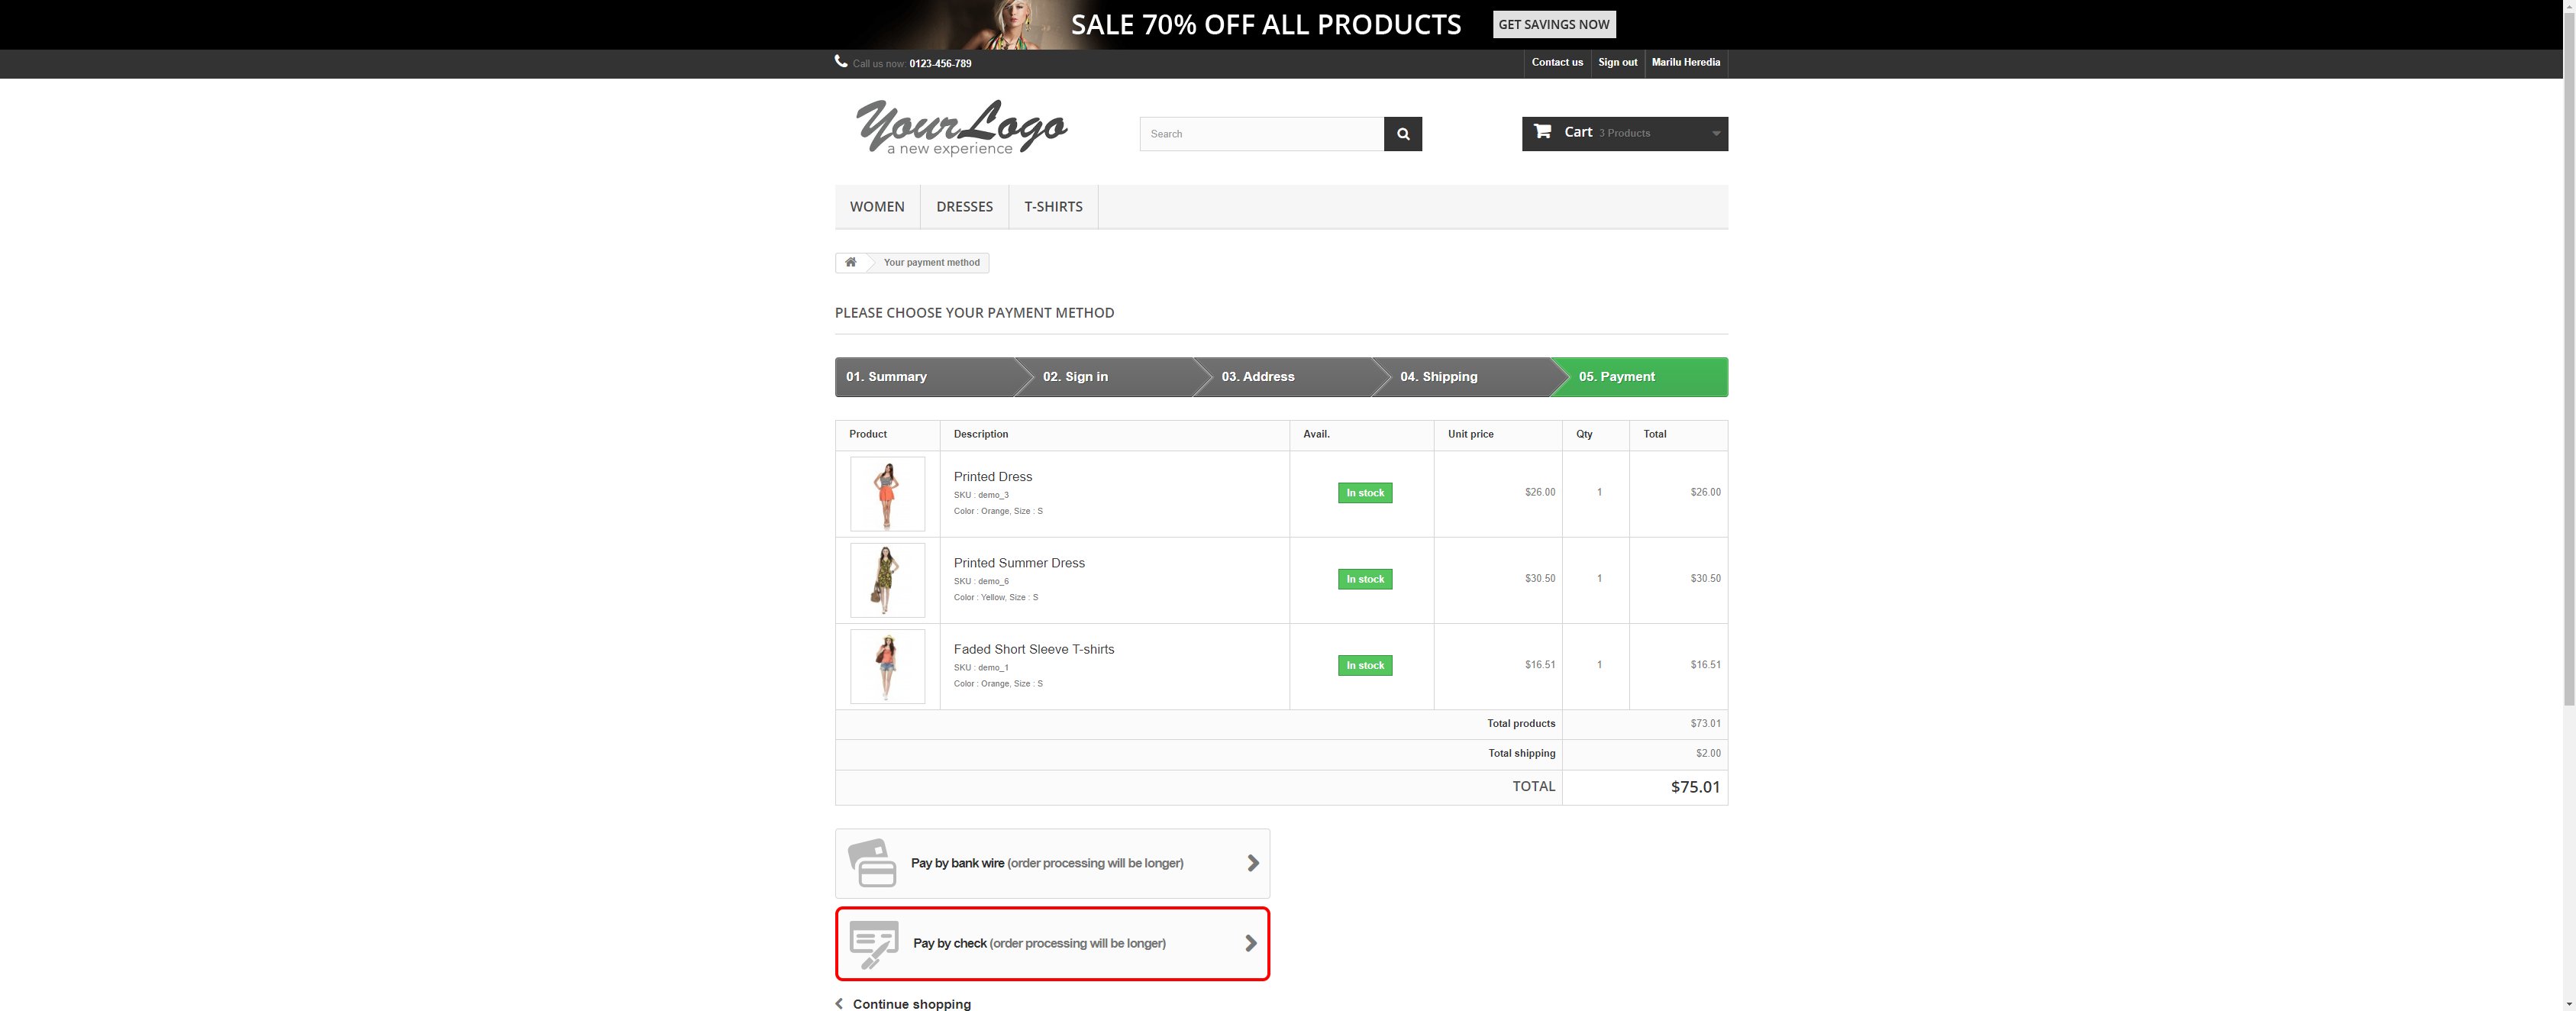 SALE 70% OFF ALL PRODUCTS GET SAVINGS NOW
Call us now: 0123-456-789 Contact us Sign out Marilu Heredia
YourLogo
a new experience
Search
Cart 3 Products
WOMEN DRESSES T-SHIRTS
Your payment method
PLEASE CHOOSE YOUR PAYMENT METHOD
01. Summary 02. Sign in 03. Address 04. Shipping 05. Payment
Product Description Avail. Unit price Qty Total
Printed Dress
SKU : demo_3
Color : Orange, Size : S
In stock $26.00 1 $26.00
Printed Summer Dress
SKU : demo_6
Color : Yellow, Size : S
In stock $30.50 1 $30.50
Faded Short Sleeve T-shirts
SKU : demo_1
Color : Orange, Size : S
In stock $16.51 1 $16.51
Total products $73.01
Total shipping $2.00
TOTAL $75.01
Pay by bank wire (order processing will be longer)
Pay by check (order processing will be longer)
Continue shopping